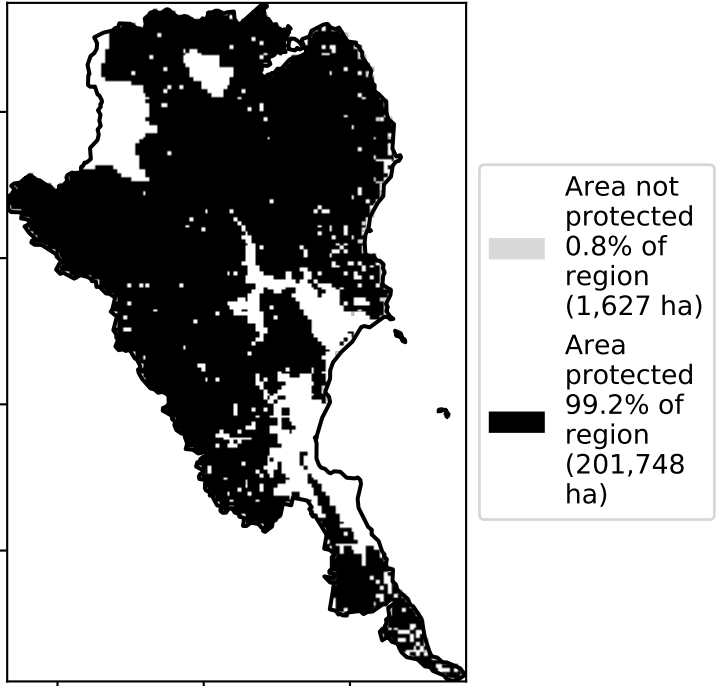 Area not
protected
0.8% of
region
(1,627 ha)
Area
protected
99.2% of
region
(201,748
ha)